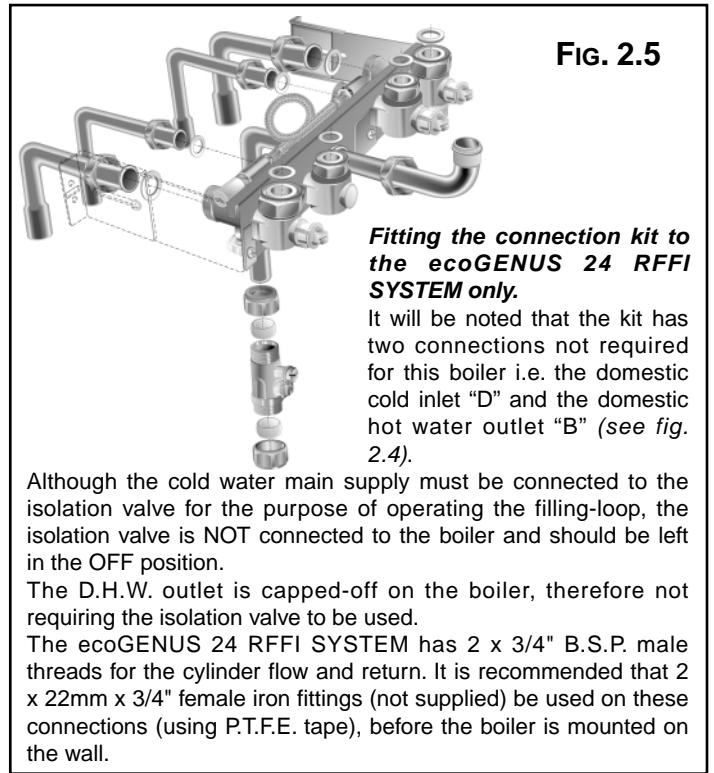 FIG. 2.5
Fitting the connection kit to
the ecoGENUS 24 RFFI
SYSTEM only.
It will be noted that the kit has
two connections not required
for this boiler i.e. the domestic
cold inlet “D” and the domestic
hot water outlet “B” (see fig.
2.4).
Although the cold water main supply must be connected to the
isolation valve for the purpose of operating the filling-loop, the
isolation valve is NOT connected to the boiler and should be left
in the OFF position.
The D.H.W. outlet is capped-off on the boiler, therefore not
requiring the isolation valve to be used.
The ecoGENUS 24 RFFI SYSTEM has 2 x 3/4" B.S.P. male
threads for the cylinder flow and return. It is recommended that 2
x 22mm x 3/4" female iron fittings (not supplied) be used on these
connections (using P.T.F.E. tape), before the boiler is mounted on
the wall.